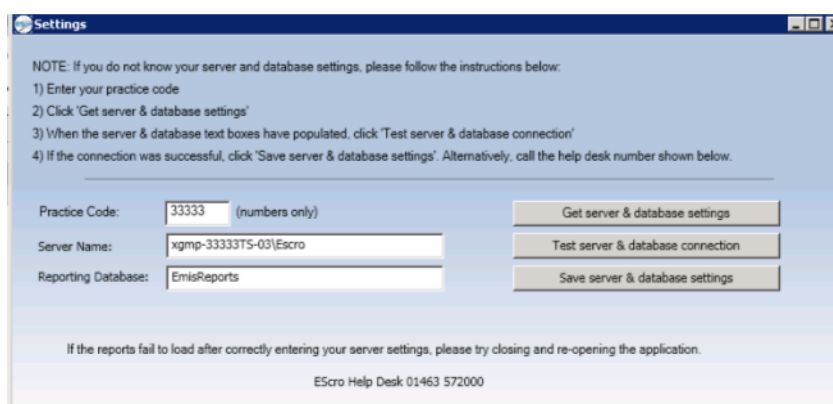 Settings
NOTE: If you do not know your server and database settings, please follow the instructions below:
1) Enter your practice code
2) Click 'Get server & database settings'
3) When the server & database text boxes have populated, click 'Test server & database connection'
4) If the connection was successful, click 'Save server & database settings'. Alternatively, call the help desk number shown below.
Practice Code: 33333 (numbers only) Get server & database settings
Server Name: xgmp-33333TS-03\Escro Test server & database connection
Reporting Database: EmisReports Save server & database settings
If the reports fail to load after correctly entering your server settings, please try closing and re-opening the application.
EScro Help Desk 01463 572000